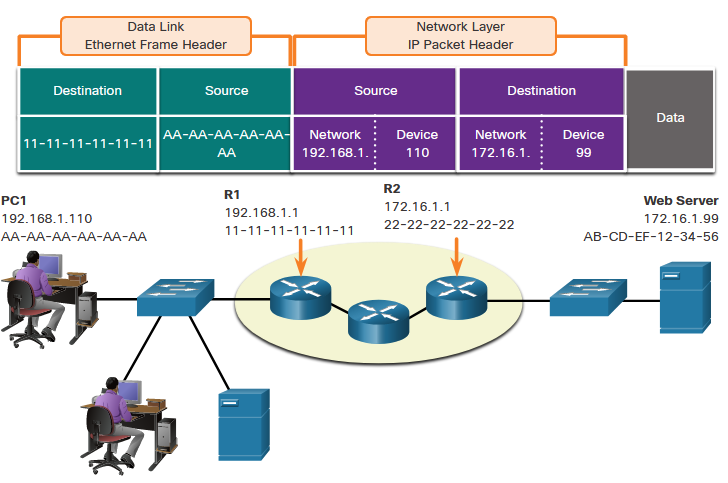 Data Link
Ethernet Frame Header
Network Layer
IP Packet Header
Destination
Source
Source
Destination
Data
11-11-11-11-11-11
AA-AA-AA-AA-AA-
AA
Network
192.168.1.
Device
110
Network
172.16.1.
Device
99
PC1
192.168.1.110
AA-AA-AA-AA-AA-AA
R1
192.168.1.1
11-11-11-11-11-11
R2
172.16.1.1
22-22-22-22-22-22
Web Server
172.16.1.99
AB-CD-EF-12-34-56